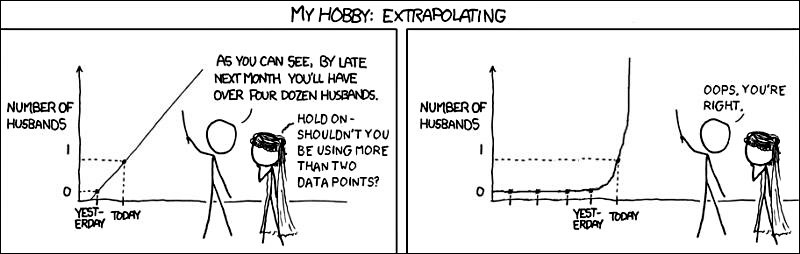 MY HOBBY: EXTRAPOLATING
AS YOU CAN SEE, BY LATE
NEXT MONTH YOU'LL HAVE
OVER FOUR DOZEN HUSBANDS.
HOLD ON-
SHOULDN'T YOU
BE USING MORE
THAN TWO
DATA POINTS?
NUMBER OF
HUSBANDS
1
0
YEST-
ERDAY
TODAY
OOPS, YOU'RE
RIGHT.
NUMBER OF
HUSBANDS
1
0
YEST-
ERDAY
TODAY